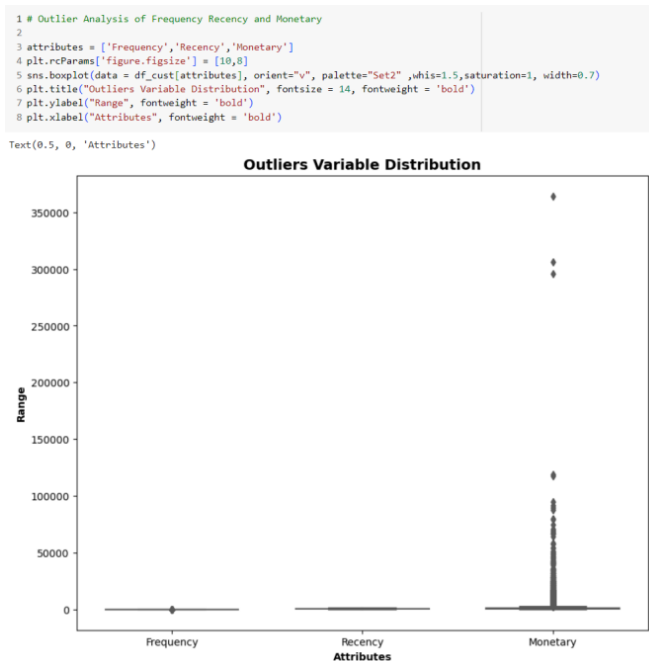 1 # Outlier Analysis of Frequency Recency and Monetary
2
3 attributes = ['Frequency','Recency','Monetary']
4 plt.rcParams['figure.figsize'] = [10,8]
5 sns.boxplot(data = df_cust[attributes], orient="v", palette="Set2" ,whis=1.5,saturation=1, width=0.7)
6 plt.title("Outliers Variable Distribution", fontsize = 14, fontweight = 'bold')
7 plt.ylabel("Range", fontweight = 'bold')
8 plt.xlabel("Attributes", fontweight = 'bold')
Text(0.5, 0, 'Attributes')
Outliers Variable Distribution
350000
300000
250000
200000
150000
100000
50000
0
Range
Frequency Recency Monetary
Attributes